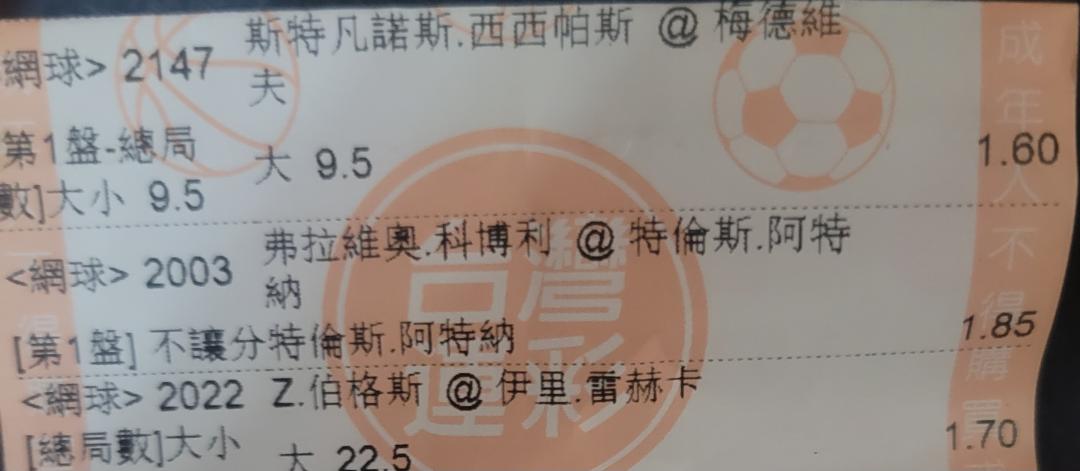 斯特凡諾斯.西西帕斯 @ 梅德維
網球> 2147
夫
第1盤-總局
大 9.5
1.60
數]大小 9.5
弗拉維奧.科博利 @ 特倫斯.阿特
<網球> 2003
納
[第1盤] 不讓分特倫斯.阿特納
1.85
<網球> 2022 Z.伯格斯 @ 伊里.雷赫卡
[總局數]大小
大 22.5
1.70
台灣
運彩
成年人不得購買